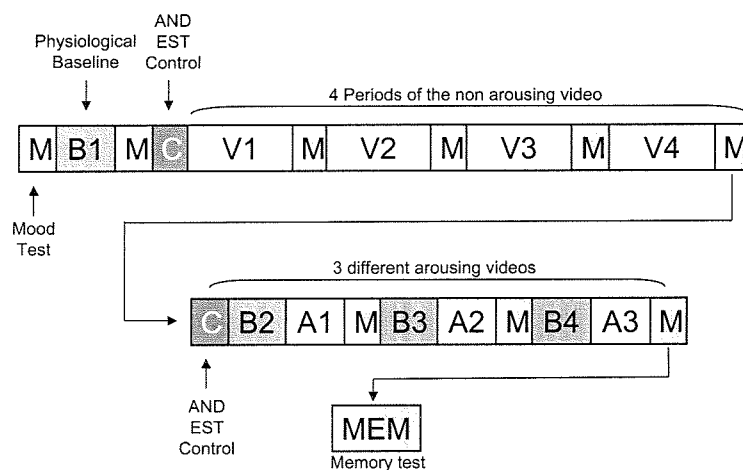 AND
EST
Control
Physiological
Baseline
4 Periods of the non arousing video
M B1 M C V1 M V2 M V3 M V4 M
Mood
Test
3 different arousing videos
C B2 A1 M B3 A2 M B4 A3 M
AND
EST
Control
MEM
Memory test